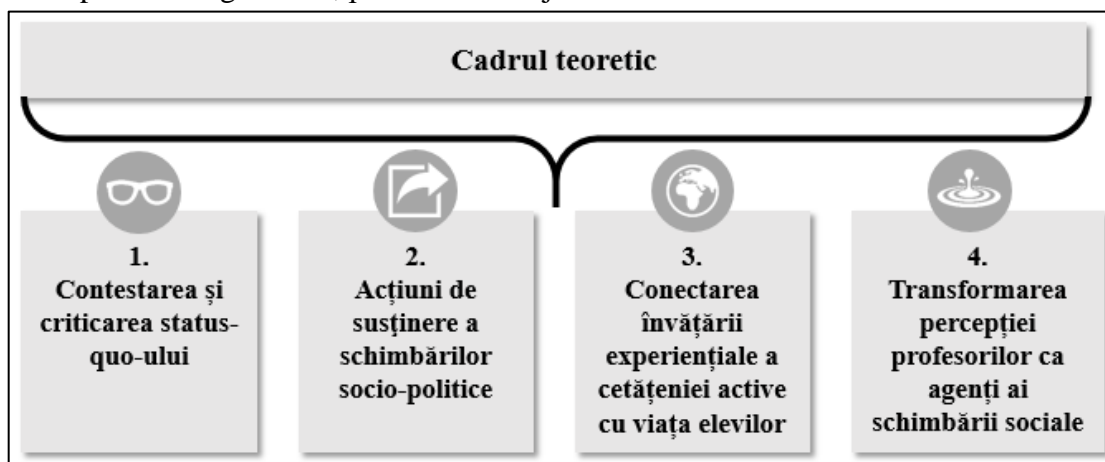 Cadrul teoretic
1.
Contestarea și
criticarea status-
quo-ului
2.
Acțiuni de
susţinere a
schimbărilor
socio-politice
3.
Conectarea
învățării
experiențiale a
cetățeniei active
cu viața elevilor
4.
Transformarea
percepției
profesorilor ca
agenți ai
schimbării sociale